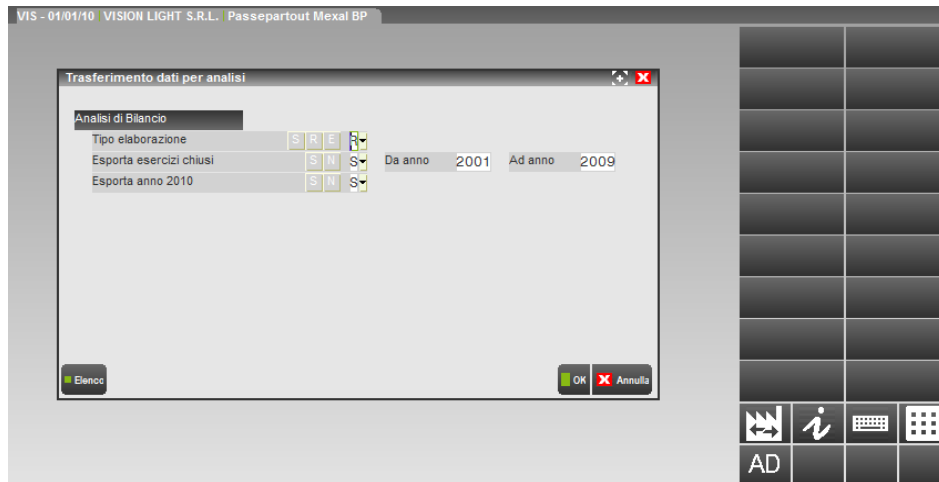 VIS - 01/01/10 VISION LIGHT S.R.L. Passepartout Mexal BP
Trasferimento dati per analisi
Analisi di Bilancio
Tipo elaborazione S R E R
Esporta esercizi chiusi S N S Da anno 2001 Ad anno 2009
Esporta anno 2010 S N S
Elenco OK Annulla
i
AD